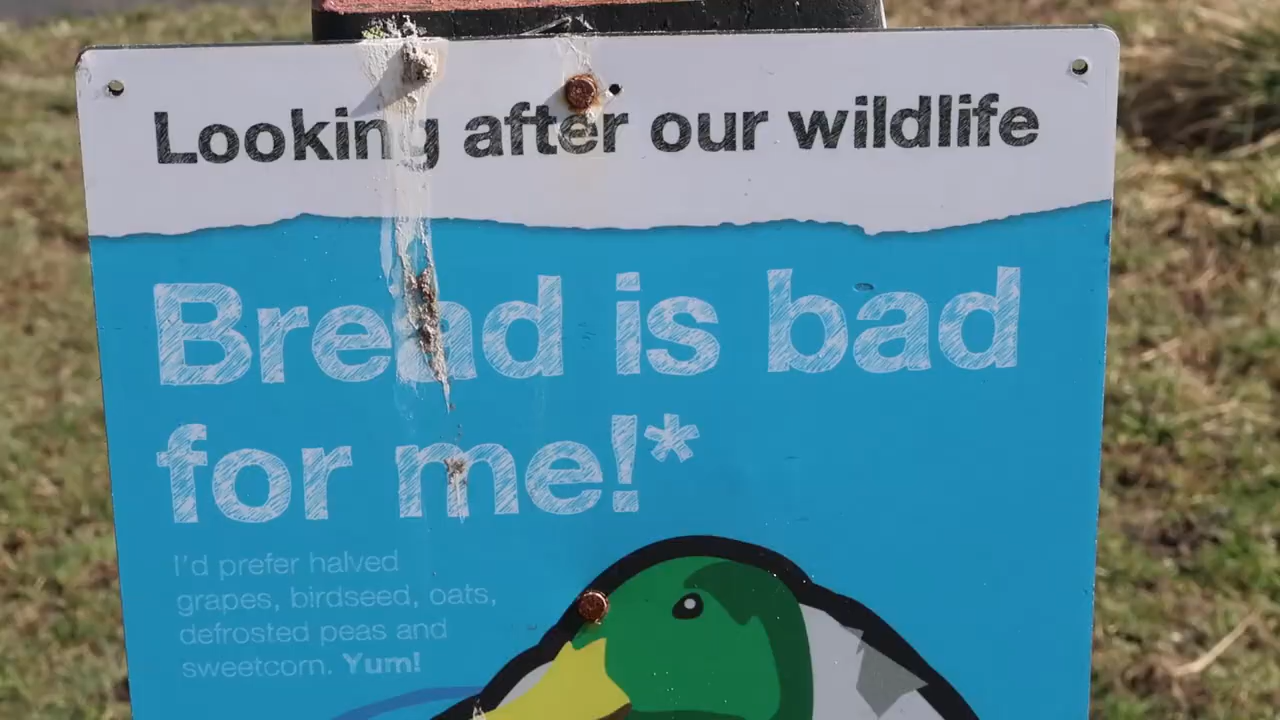 Looking after our wildlife
Bread is bad
for me!*
I'd prefer halved
grapes, birdseed, oats,
defrosted peas and
sweetcorn. Yum!